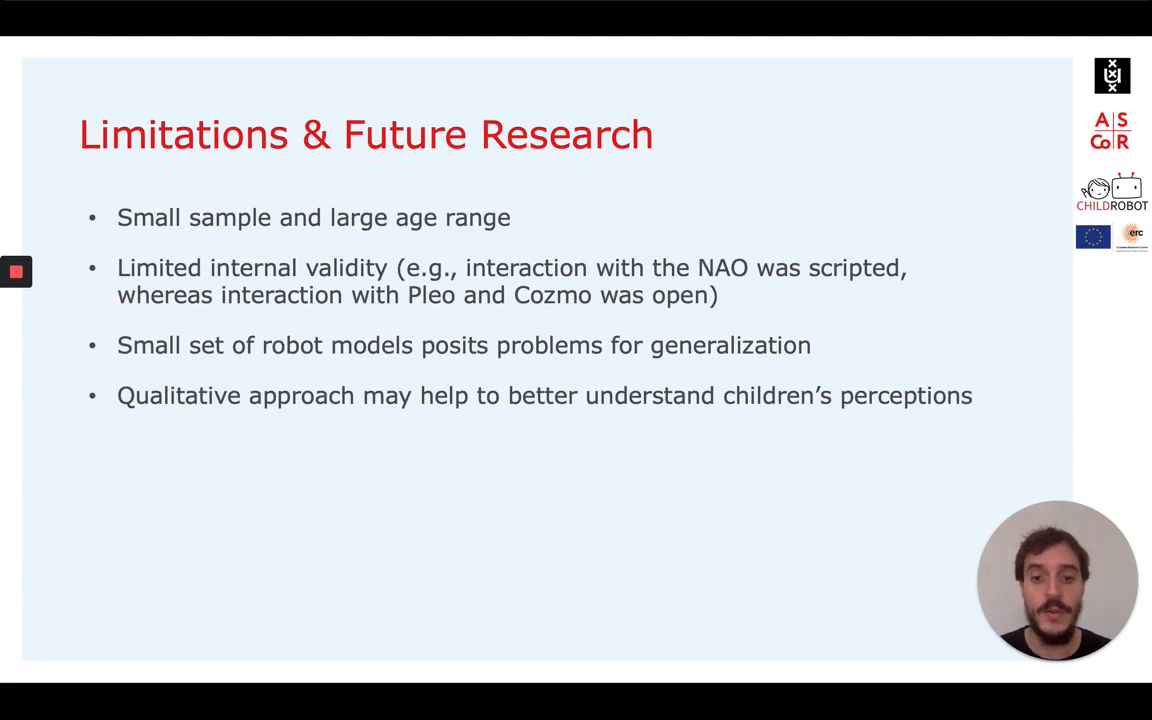 Limitations & Future Research
• Small sample and large age range
• Limited internal validity (e.g., interaction with the NAO was scripted,
whereas interaction with Pleo and Cozmo was open)
• Small set of robot models posits problems for generalization
• Qualitative approach may help to better understand children’s perceptions
A S
Co R
CHILDROBOT
erc